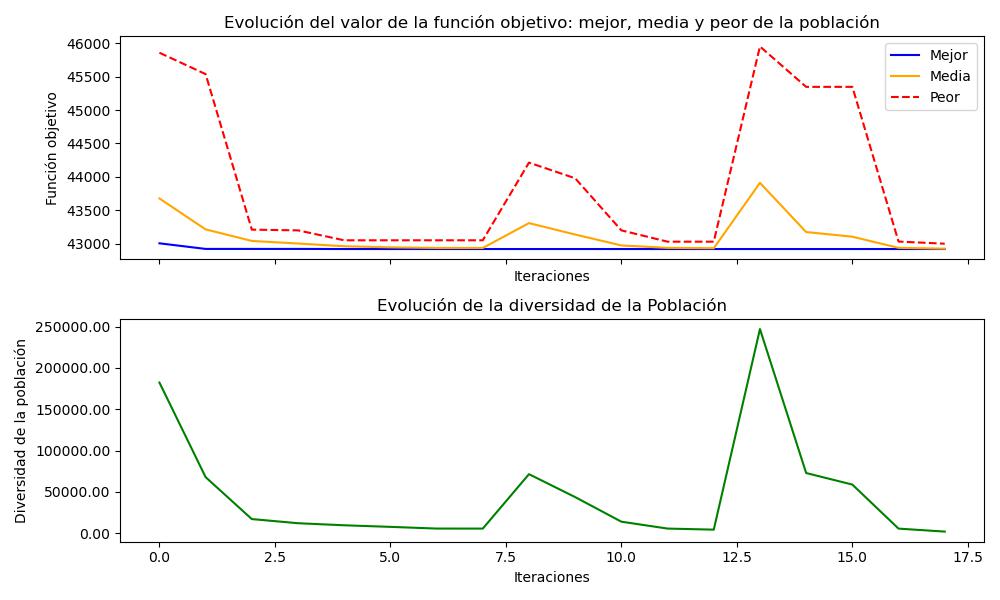 Evolución del valor de la función objetivo: mejor, media y peor de la población
46000
45500
45000
44500
44000
43500
43000
Función objetivo
Mejor
Media
Peor
Iteraciones
Evolución de la diversidad de la Población
250000.00
200000.00
150000.00
100000.00
50000.00
0.00
Diversidad de la población
0.0 2.5 5.0 7.5 10.0 12.5 15.0 17.5
Iteraciones